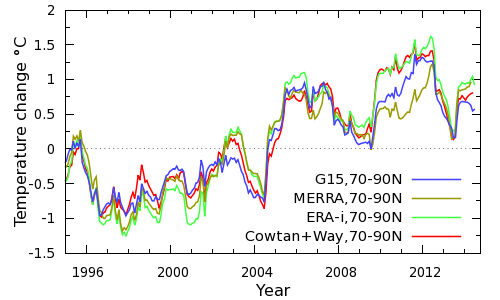 2
1.5
1
0.5
0
-0.5
-1
-1.5
Temperature change °C
G15,70-90N
MERRA,70-90N
ERA-i,70-90N
Cowtan+Way,70-90N
1996 2000 2004 2008 2012
Year